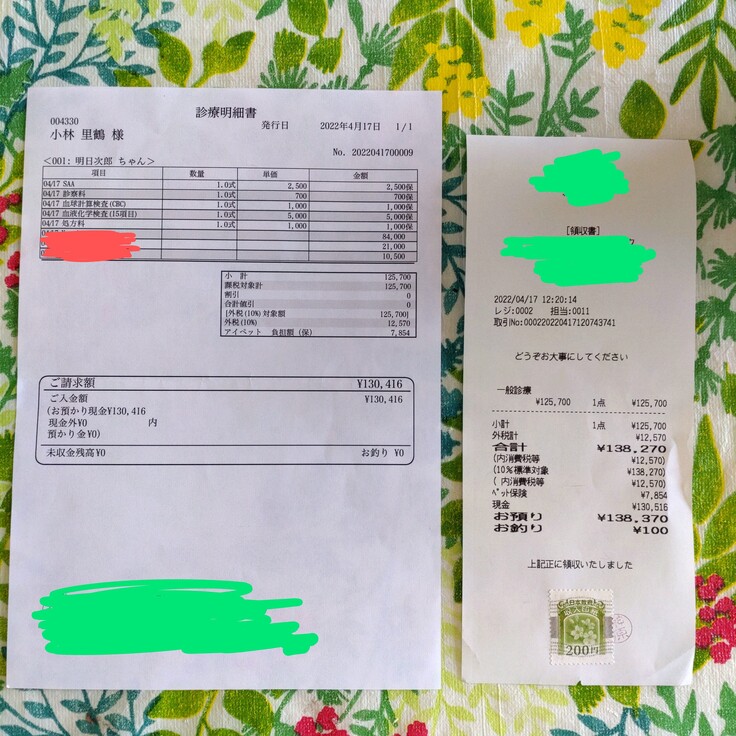 診療明細書
004330
発行日 2022年4月17日 1/1
小林 里鶴 様
No. 2022041700009
<001: 明日次郎 ちゃん>
項目 数量 単価 金額
04/17 SAA 1.0式 2,500 2,500保
04/17 診察料 1.0式 700 700保
04/17 血球計算検査(CBC) 1.0式 1,000 1,000保
04/17 血液化学検査(15項目) 1.0式 5,000 5,000保
04/17 処方料 1.0式 1,000 1,000保
84,000
21,000
10,500
小 計 125,700
課税対象計 125,700
割引 0
合計値引 0
[外税(10%)対象額 125,700]
外税(10%) 12,570
アイペット 負担額(保) 7,854
ご請求額 ¥130,416
ご入金額 ¥130,416
(お預かり現金¥130,416
現金外¥0 内
預かり金¥0)
未収金残高¥0 お釣り ¥0
[領収書]
2022/04/17 12:20:14
レジ:0002 担当:0011
取引No:000220220417120743741
どうぞお大事にしてください
一般診療
¥125,700 1点 ¥125,700
小計 1点 ¥125,700
外税計 ¥12,570
合計 ¥138,270
(内消費税等 ¥12,570)
(10%標準対象 ¥138,270)
( 内消費税等 ¥12,570)
ペット保険 ¥7,854
現金 ¥130,516
お預り ¥138,370
お釣り ¥100
上記正に領収いたしました
日本政府
収入印紙
200円